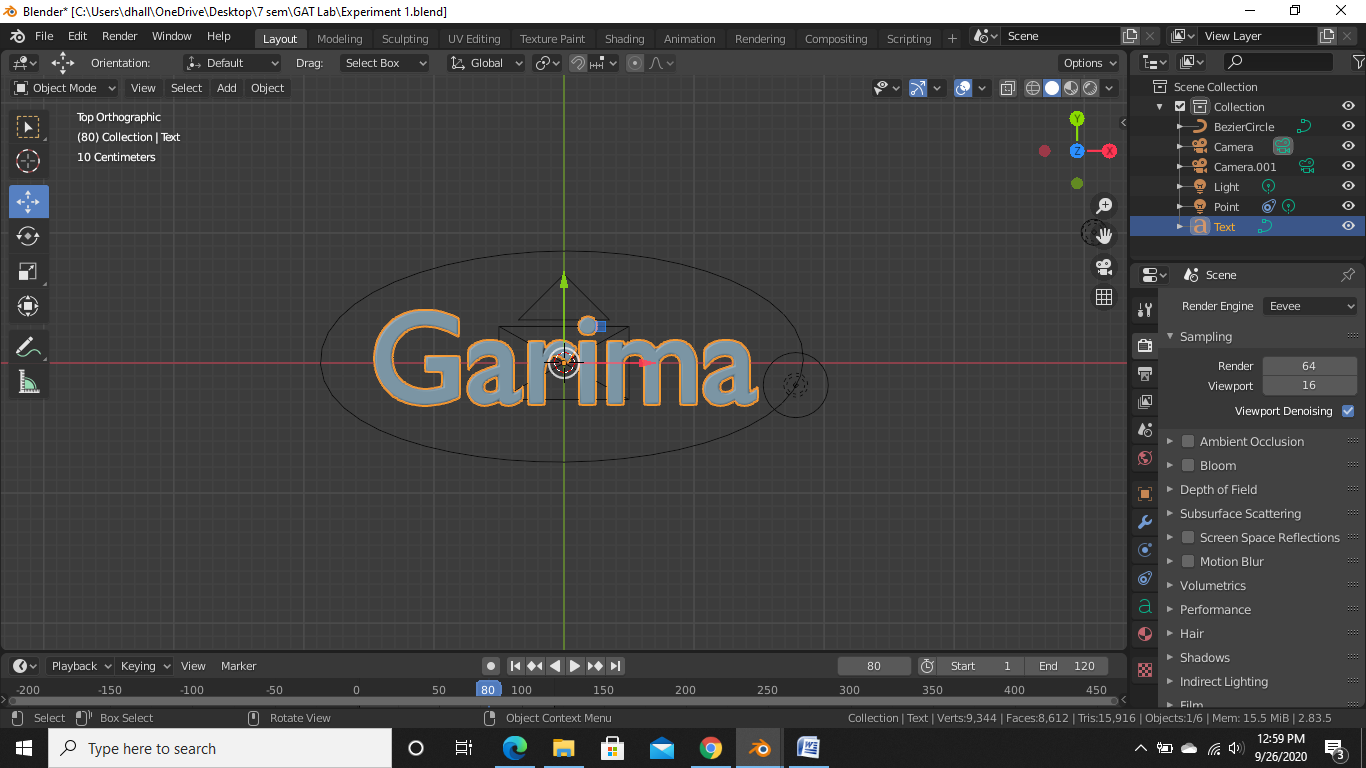 Blender* [C:\Users\dhall\OneDrive\Desktop\7 sem\GAT Lab\Experiment 1.blend]
File Edit Render Window Help Layout Modeling Sculpting UV Editing Texture Paint Shading Animation Rendering Compositing Scripting + Scene View Layer
Orientation: Default Drag: Select Box Global Options
Object Mode View Select Add Object
Scene Collection
Collection
BezierCircle
Camera
Camera.001
Light
Point
Text
Top Orthographic
(80) Collection | Text
10 Centimeters
Y
Z X
Garima
Scene
Render Engine Eevee
Sampling
Render 64
Viewport 16
Viewport Denoising
Ambient Occlusion
Bloom
Depth of Field
Subsurface Scattering
Screen Space Reflections
Motion Blur
Volumetrics
Performance
Hair
Shadows
Indirect Lighting
Film
Playback Keying View Marker 80 Start 1 End 120
-200 -150 -100 -50 0 50 80 100 150 200 250 300 350 400 450
Select Box Select Rotate View Object Context Menu Collection | Text | Verts:9,344 | Faces:8,612 | Tris:15,916 | Objects:1/6 | Mem: 15.5 MiB | 2.83.5
Type here to search
12:59 PM
9/26/2020
3